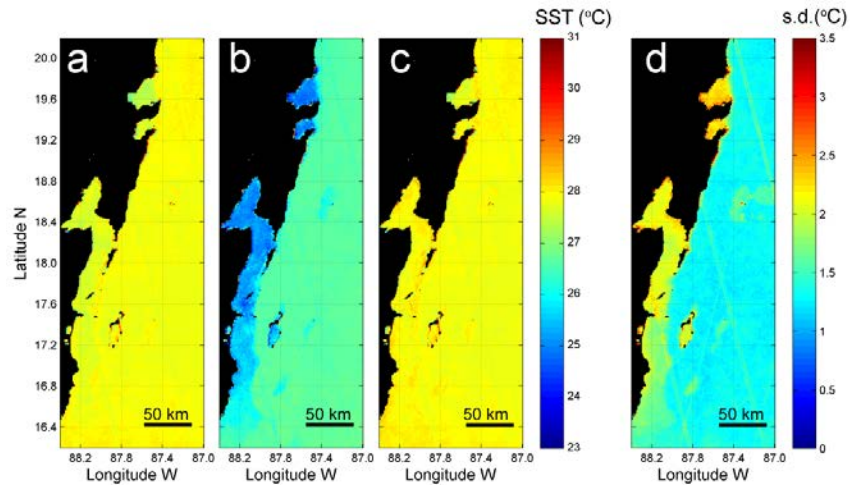 SST (°C)
s.d.(°C)
a
b
c
d
20.0
19.6
19.2
18.8
18.4
18.0
17.6
17.2
16.8
16.4
Latitude N
50 km
50 km
50 km
50 km
31
30
29
28
27
26
25
24
23
3.5
3
2.5
2
1.5
1
0.5
0
88.2 87.8 87.4 87.0
88.2 87.8 87.4
88.2 87.8 87.4 87.0
88.2 87.8 87.4 87.0
Longitude W
Longitude W
Longitude W
Longitude W